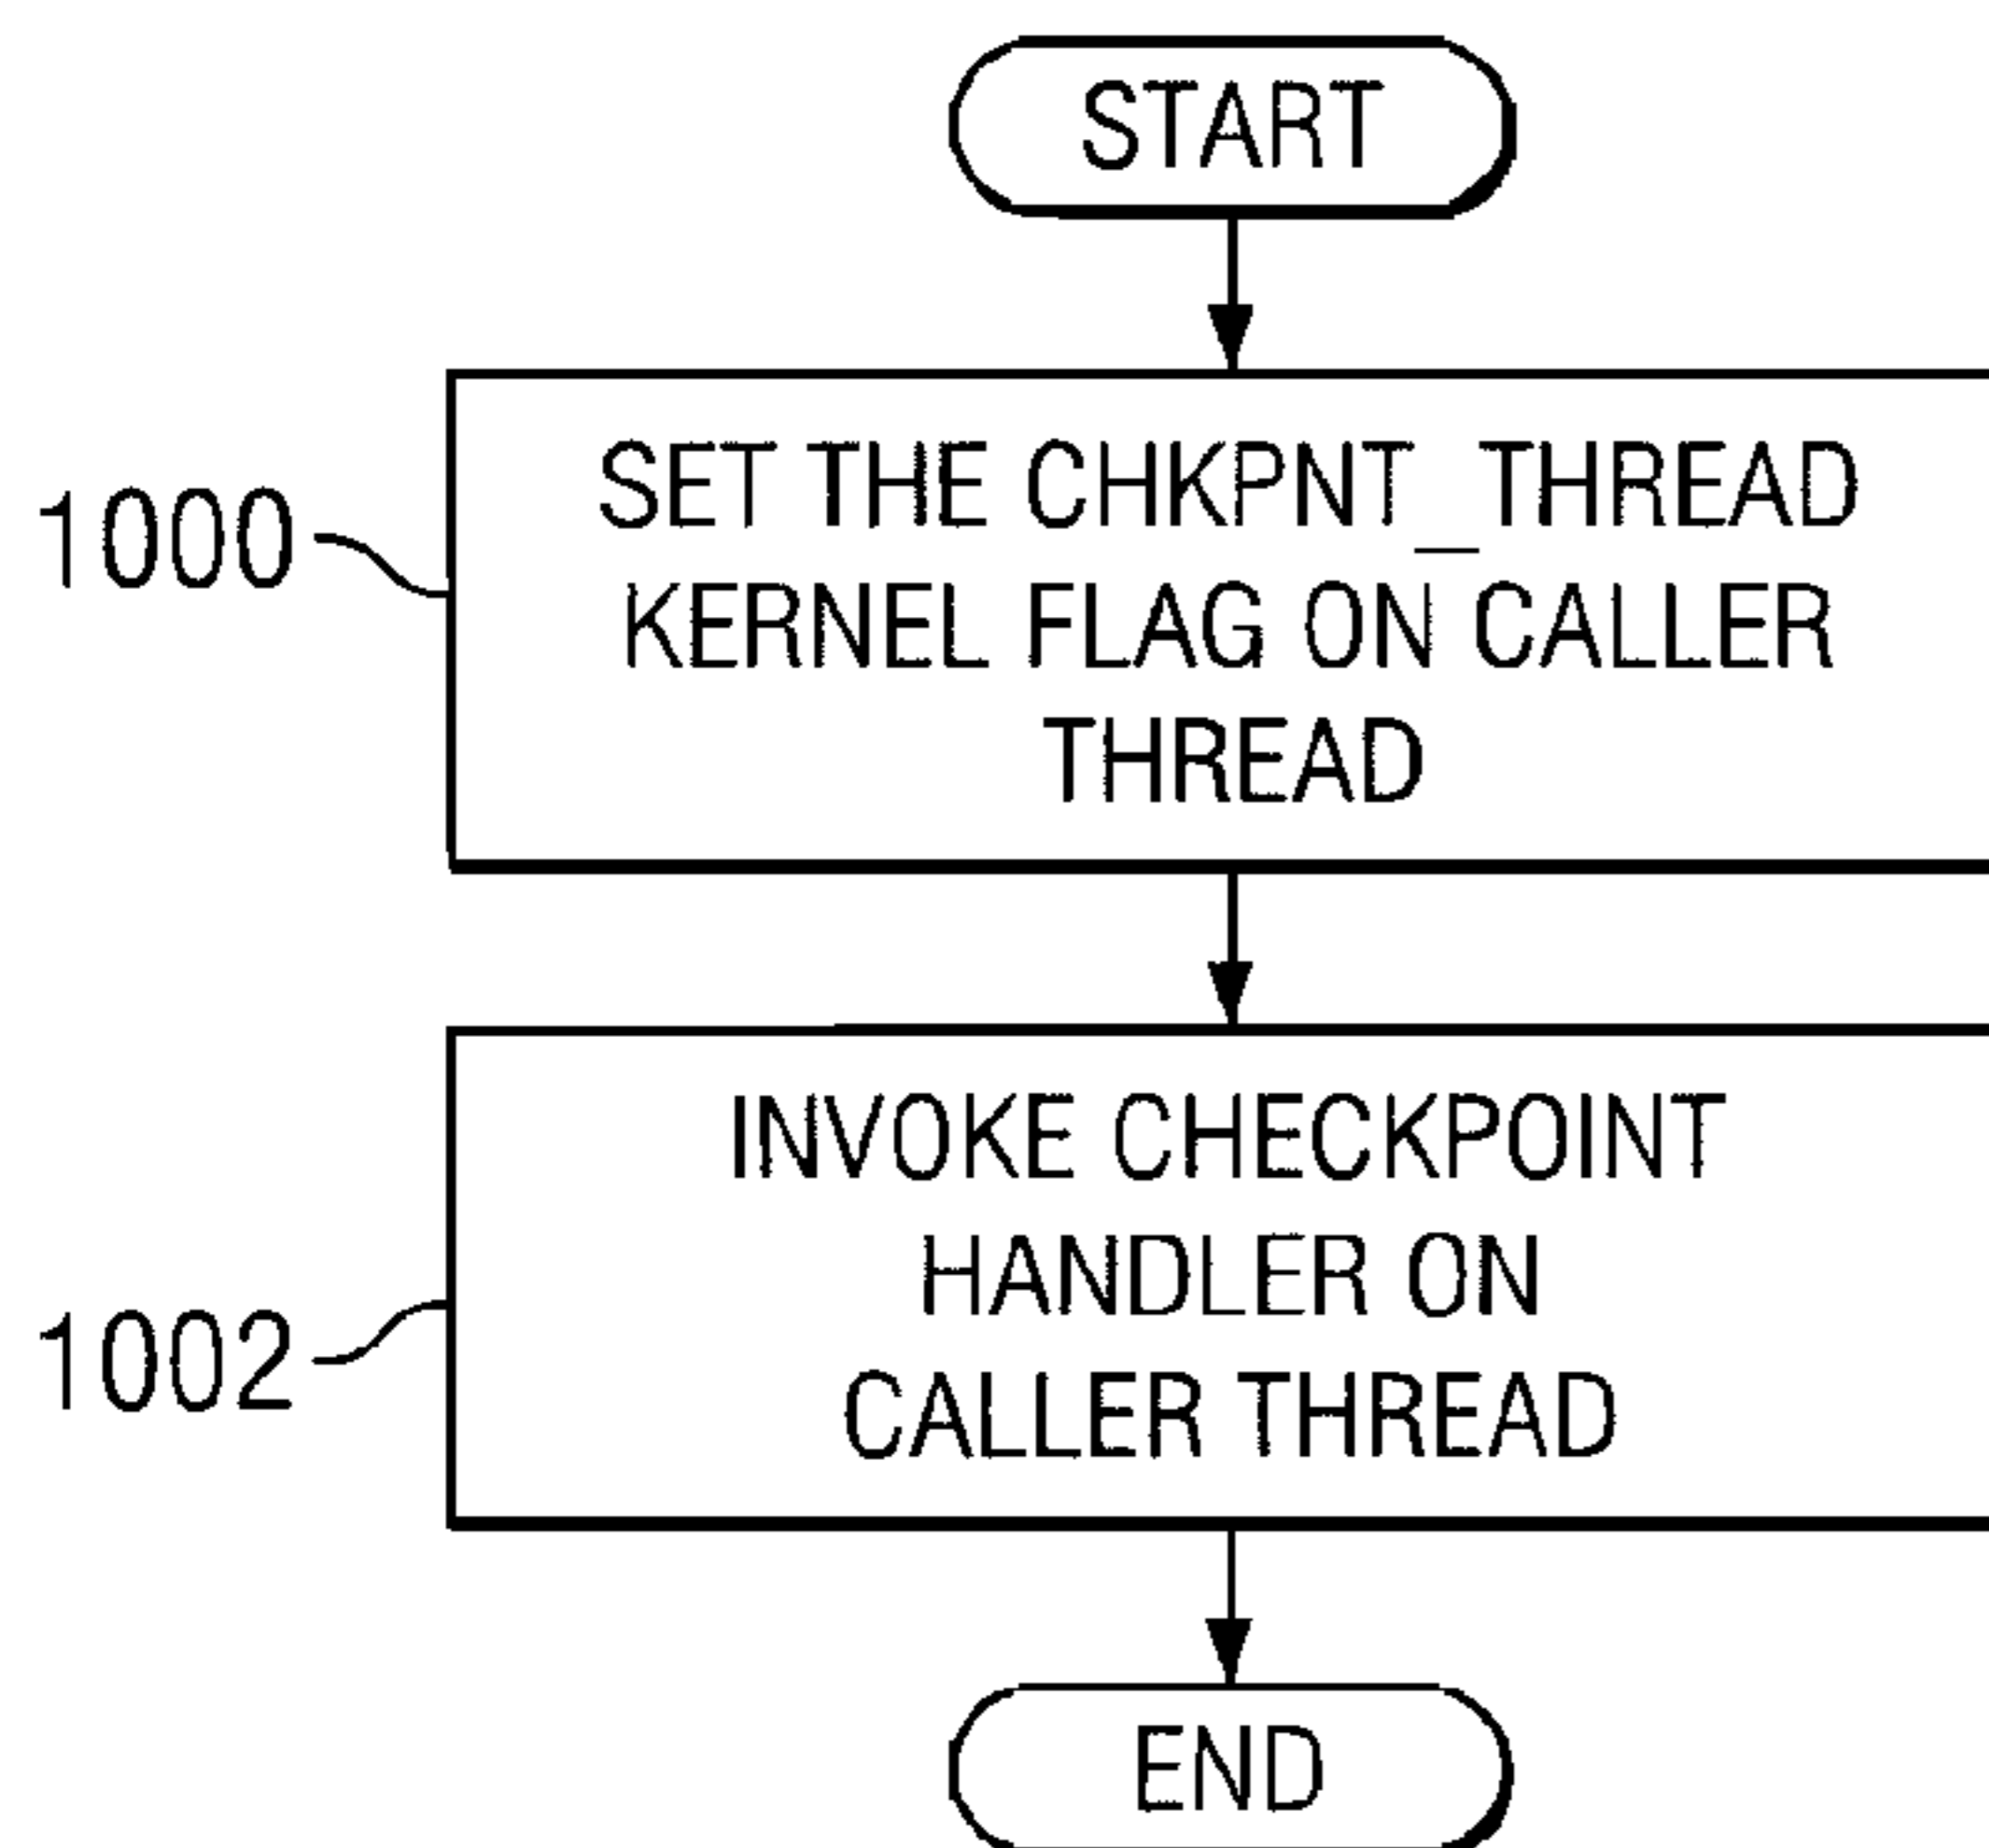 START
1000
SET THE CHKPNT_THREAD
KERNEL FLAG ON CALLER
THREAD
1002
INVOKE CHECKPOINT
HANDLER ON
CALLER THREAD
END